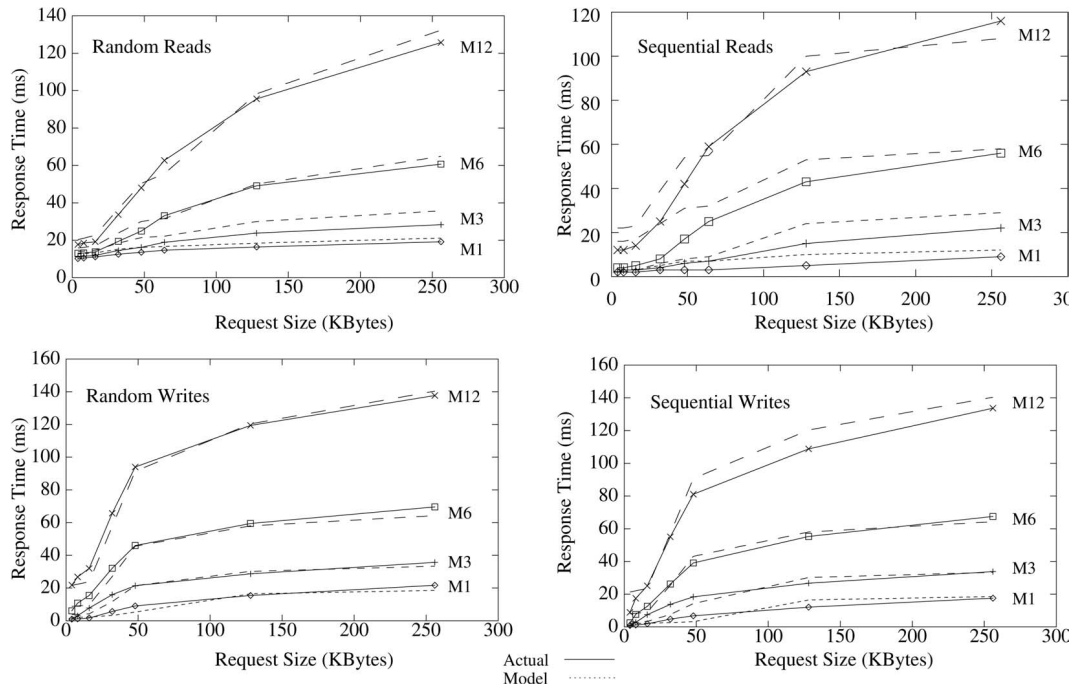 140
120
100
80
60
40
20
0
Response Time (ms)
Random Reads
M12
M6
M3
M1
0 50 100 150 200 250 300
Request Size (KBytes)
120
100
80
60
40
20
0
Response Time (ms)
Sequential Reads
M12
M6
M3
M1
0 50 100 150 200 250 30
Request Size (KBytes)
160
140
120
100
80
60
40
20
0
Response Time (ms)
Random Writes
M12
M6
M3
M1
0 50 100 150 200 250 300
Request Size (KBytes)
160
140
120
100
80
60
40
20
0
Response Time (ms)
Sequential Writes
M12
M6
M3
M1
0 50 100 150 200 250 300
Request Size (KBytes)
Actual
Model